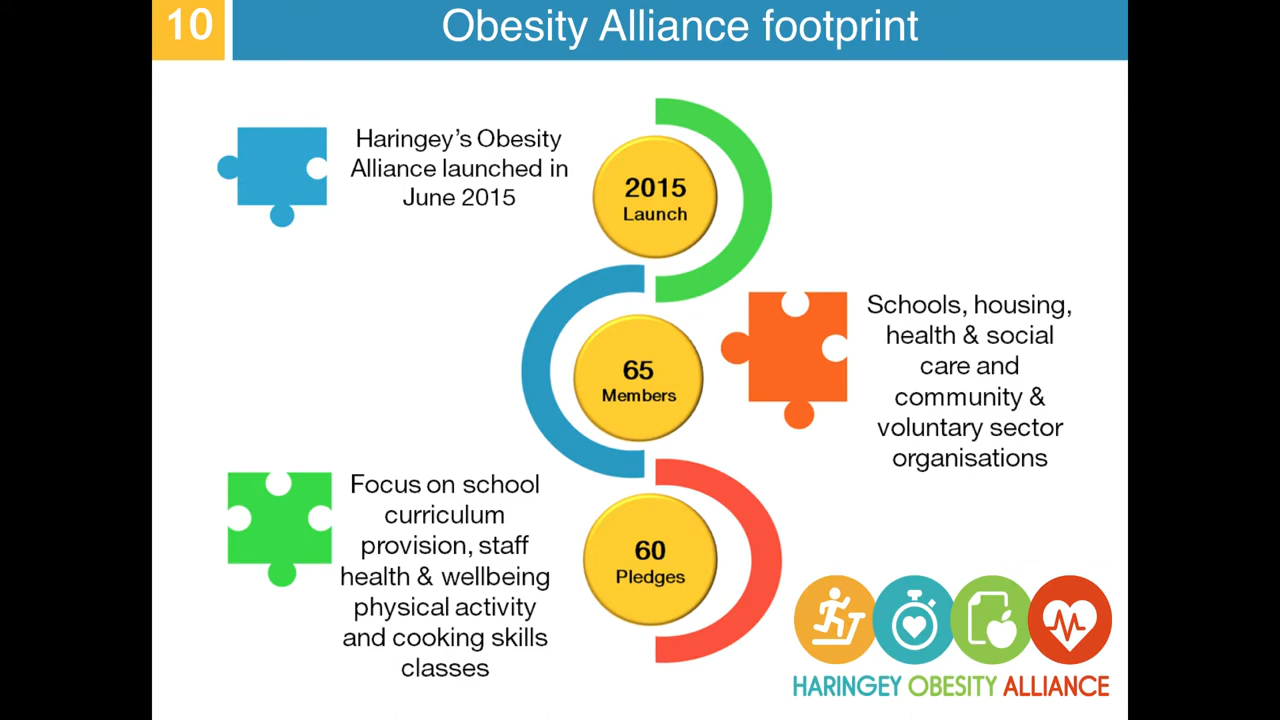 10
Obesity Alliance footprint
Haringey’s Obesity
Alliance launched in
June 2015
2015
Launch
65
Members
Schools, housing,
health & social
care and
community &
voluntary sector
organisations
Focus on school
curriculum
provision, staff
health & wellbeing
physical activity
and cooking skills
classes
60
Pledges
HARINGEY OBESITY ALLIANCE